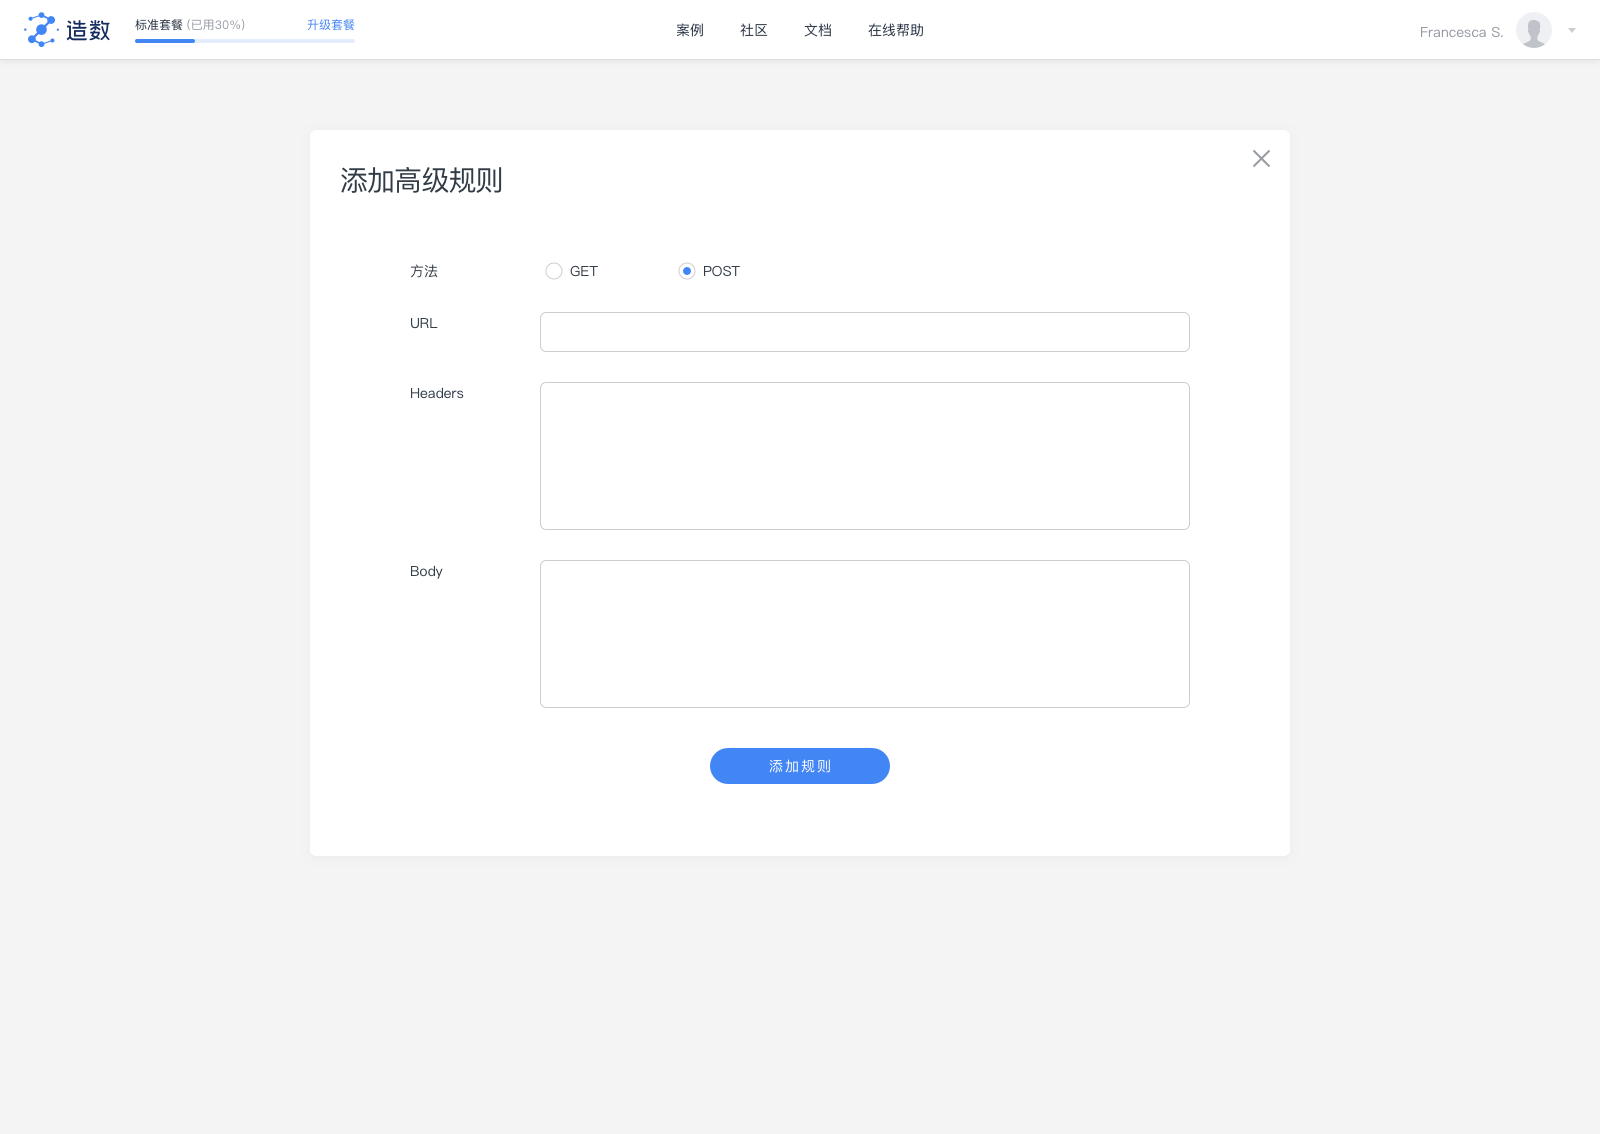 造数
标准套餐 (已用30%)
升级套餐
案例
社区
文档
在线帮助
Francesca S.
添加高级规则
方法
GET
POST
URL
Headers
Body
添加规则